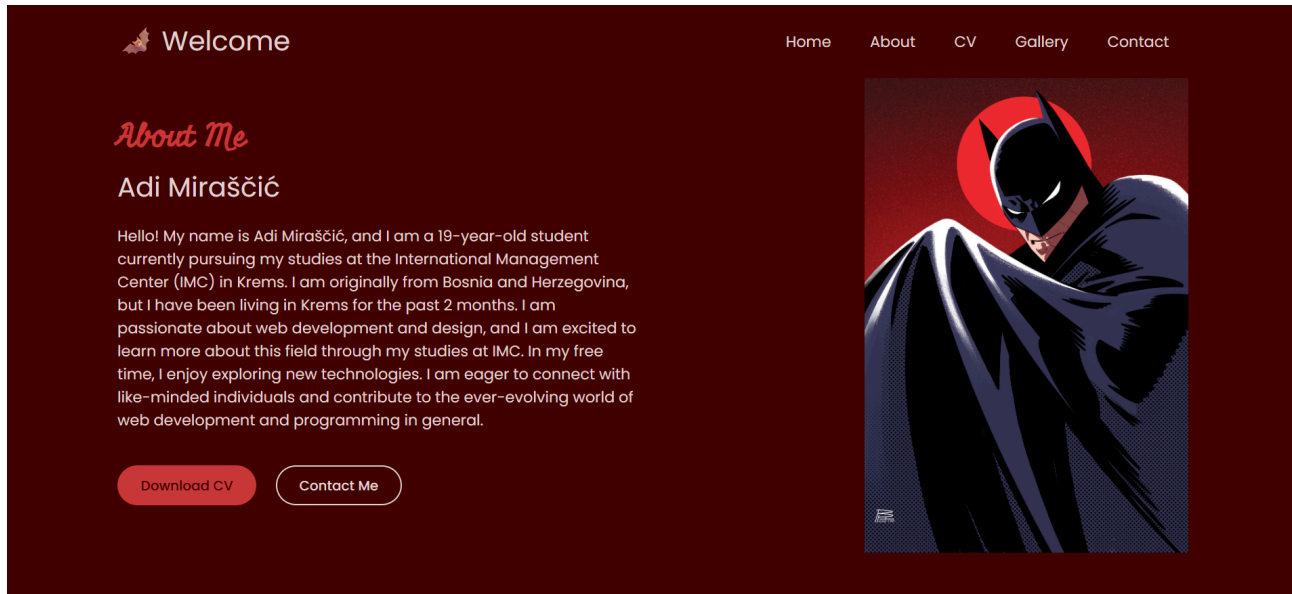 Welcome
Home About CV Gallery Contact
About Me
Adi Miraščić
Hello! My name is Adi Miraščić, and I am a 19-year-old student
currently pursuing my studies at the International Management
Center (IMC) in Krems. I am originally from Bosnia and Herzegovina,
but I have been living in Krems for the past 2 months. I am
passionate about web development and design, and I am excited to
learn more about this field through my studies at IMC. In my free
time, I enjoy exploring new technologies. I am eager to connect with
like-minded individuals and contribute to the ever-evolving world of
web development and programming in general.
Download CV
Contact Me